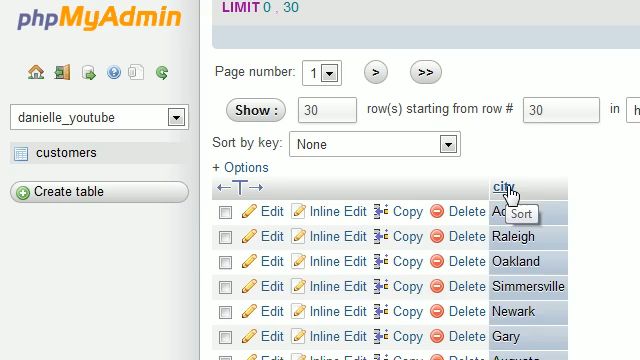 phpMyAdmin
LIMIT 0 , 30
Page number: 1 > >>
danielle_youtube
Show : 30 row(s) starting from row # 30 in h
Sort by key: None
customers
+ Options
Create table
←T→ city
Sort
Edit Inline Edit Copy Delete
Edit Inline Edit Copy Delete Raleigh
Edit Inline Edit Copy Delete Oakland
Edit Inline Edit Copy Delete Simmersville
Edit Inline Edit Copy Delete Newark
Edit Inline Edit Copy Delete Gary